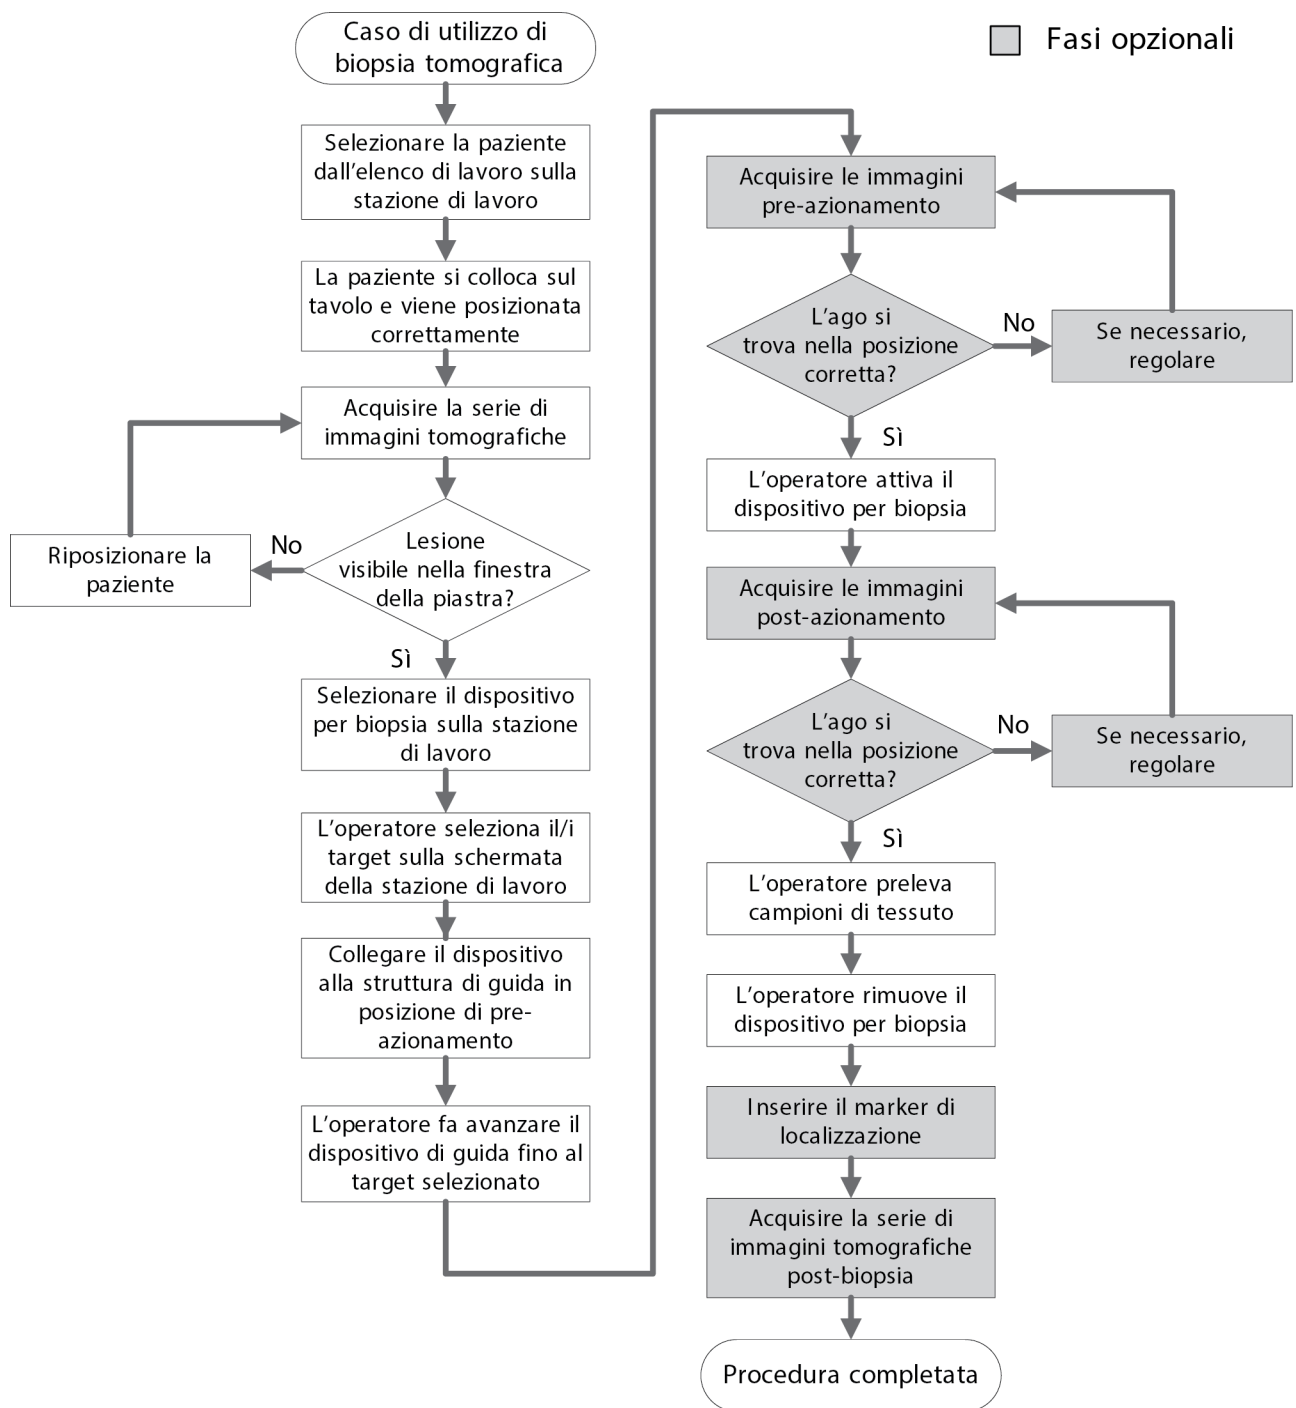 Caso di utilizzo di
biopsia tomografica
Fasi opzionali
Selezionare la paziente
dall'elenco di lavoro sulla
stazione di lavoro
La paziente si colloca sul
tavolo e viene posizionata
correttamente
Acquisire la serie di
immagini tomografiche
Lesione
visibile nella finestra
della piastra?
No
Riposizionare la
paziente
Sì
Selezionare il dispositivo
per biopsia sulla stazione
di lavoro
L'operatore seleziona il/i
target sulla schermata
della stazione di lavoro
Collegare il dispositivo
alla struttura di guida in
posizione di pre-
azionamento
L'operatore fa avanzare il
dispositivo di guida fino al
target selezionato
Acquisire le immagini
pre-azionamento
L'ago si
trova nella posizione
corretta?
No
Se necessario,
regolare
Sì
L'operatore attiva il
dispositivo per biopsia
Acquisire le immagini
post-azionamento
L'ago si
trova nella posizione
corretta?
No
Se necessario,
regolare
Sì
L'operatore preleva
campioni di tessuto
L'operatore rimuove il
dispositivo per biopsia
Inserire il marker di
localizzazione
Acquisire la serie di
immagini tomografiche
post-biopsia
Procedura completata